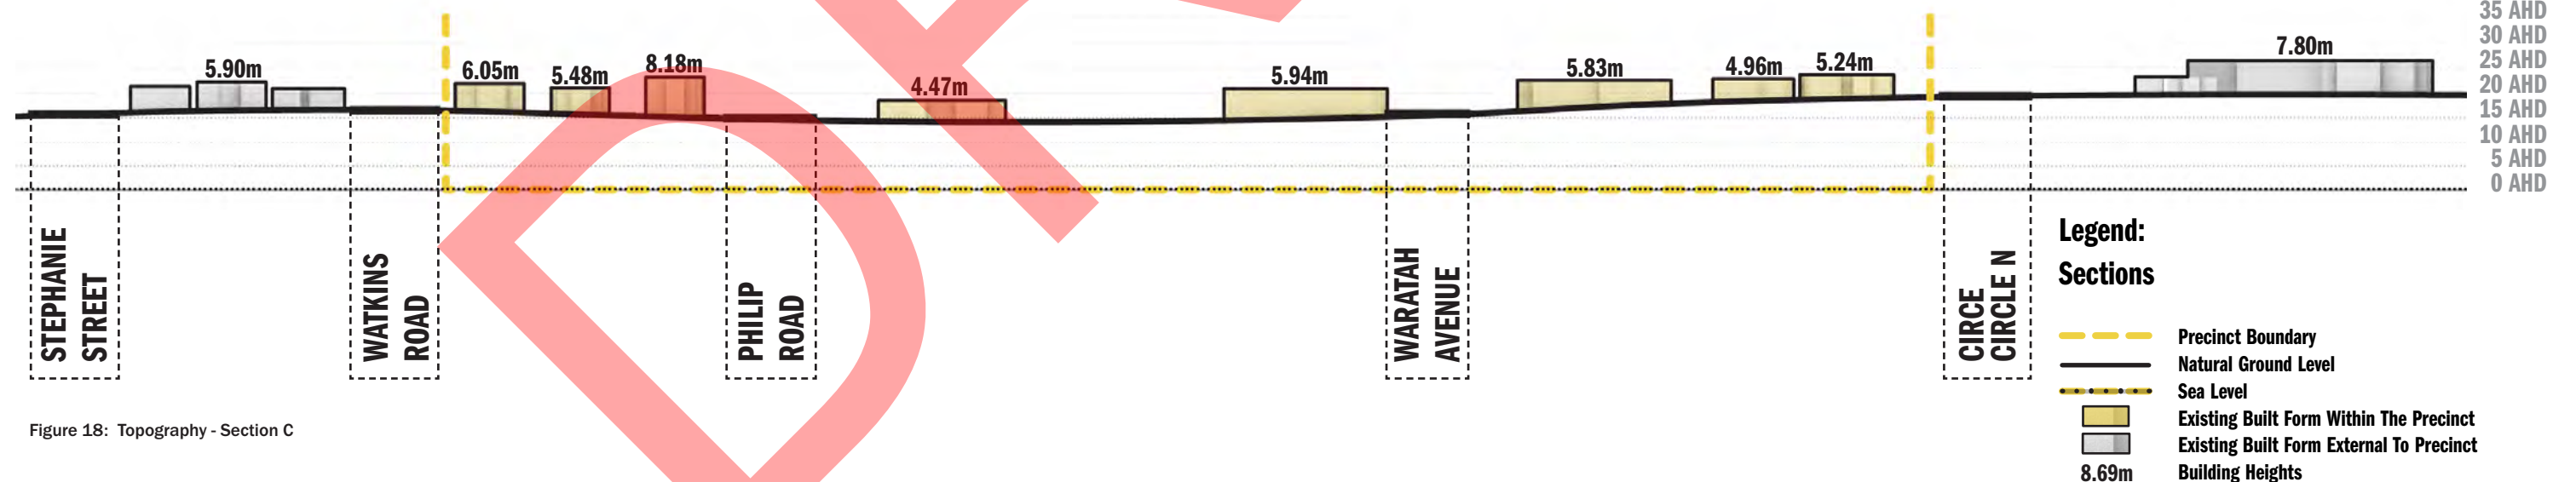 35 AHD
30 AHD
25 AHD
20 AHD
15 AHD
10 AHD
5 AHD
0 AHD
5.90m
6.05m
5.48m
8.18m
4.47m
5.94m
5.83m
4.96m
5.24m
7.80m
STEPHANIE
STREET
WATKINS
ROAD
PHILIP
ROAD
WARATAH
AVENUE
CIRCE
CIRCLE N
Legend:
Sections
Precinct Boundary
Natural Ground Level
Sea Level
Existing Built Form Within The Precinct
Existing Built Form External To Precinct
8.69m Building Heights
Figure 18: Topography - Section C